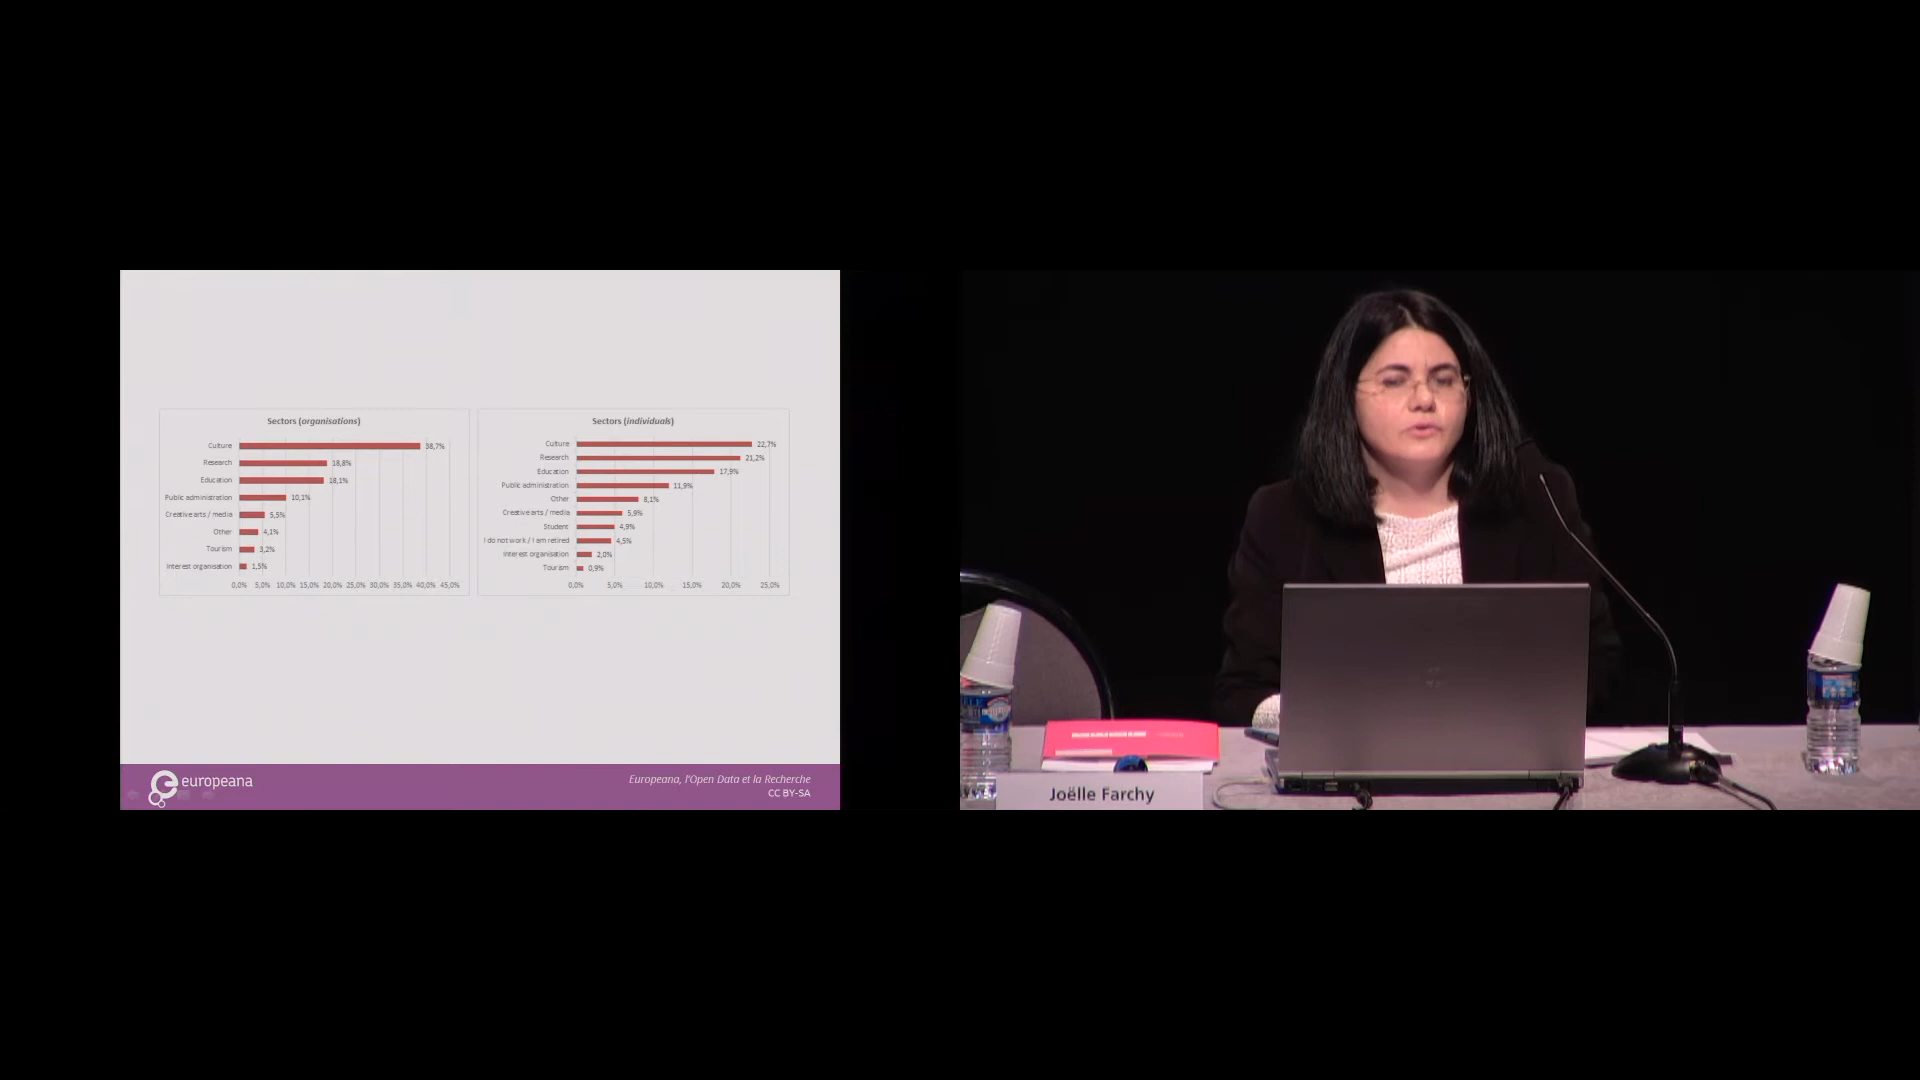 Sectors (organisations)
Culture 38,7%
Research 18,8%
Education 18,1%
Public administration 10,1%
Creative arts / media 5,5%
Other 4,1%
Tourism 3,2%
Interest organisation 1,5%
0,0% 5,0% 10,0% 15,0% 20,0% 25,0% 30,0% 35,0% 40,0% 45,0%
Sectors (individuals)
Culture 22,7%
Research 21,2%
Education 17,9%
Public administration 11,9%
Other 8,1%
Creative arts / media 5,9%
Student 4,9%
I do not work / I am retired 4,5%
Interest organisation 2,0%
Tourism 0,9%
0,0% 5,0% 10,0% 15,0% 20,0% 25,0%
europeana
Europeana, l'Open Data et la Recherche
CC BY-SA
Joëlle Farchy